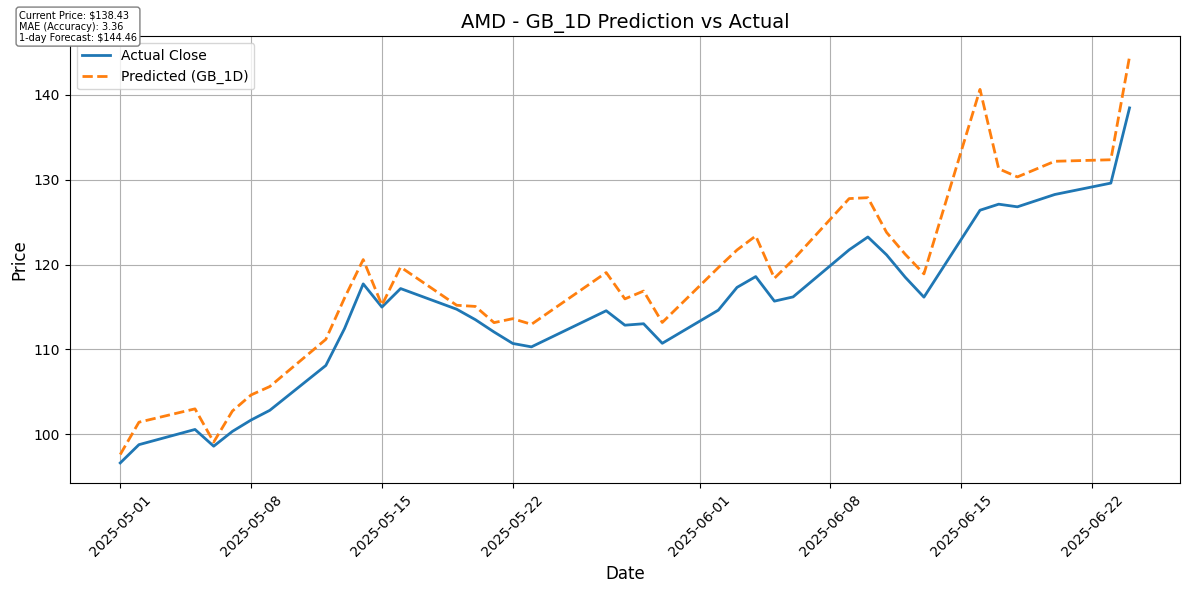 AMD - GB_1D Prediction vs Actual
Current Price: $138.43
MAE (Accuracy): 3.36
1-day Forecast: $144.46
Actual Close
Predicted (GB_1D)
Price
140
130
120
110
100
2025-05-01
2025-05-08
2025-05-15
2025-05-22
2025-06-01
2025-06-08
2025-06-15
2025-06-22
Date